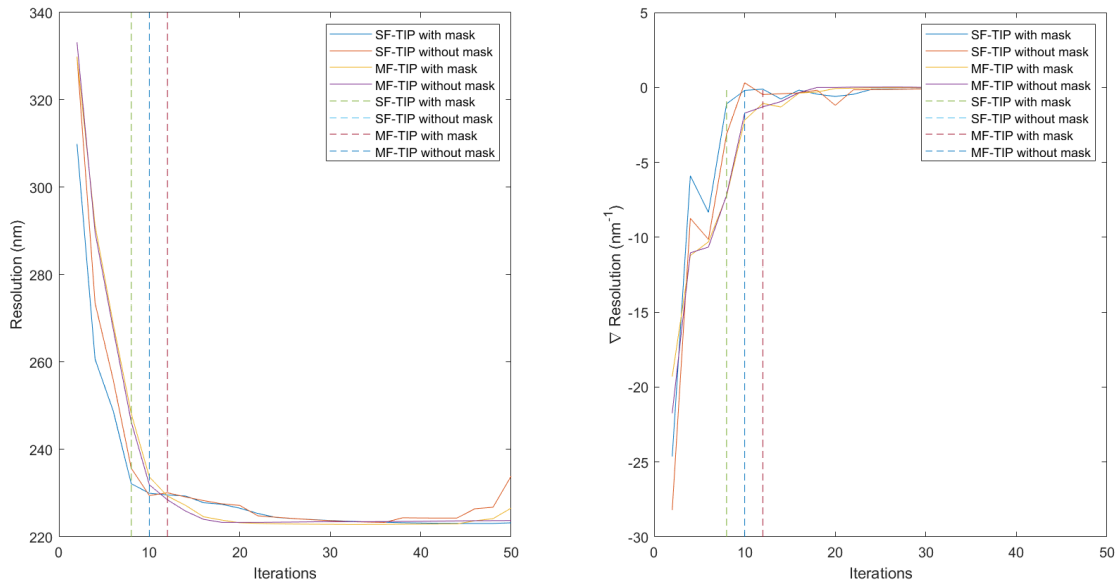 340
320
300
280
260
240
220
0
10
20
30
40
50
Resolution (nm)
Iterations
SF-TIP with mask
SF-TIP without mask
MF-TIP with mask
MF-TIP without mask
SF-TIP with mask
SF-TIP without mask
MF-TIP with mask
MF-TIP without mask
5
0
-5
-10
-15
-20
-25
-30
0
10
20
30
40
50
∇ Resolution (nm⁻¹)
Iterations
SF-TIP with mask
SF-TIP without mask
MF-TIP with mask
MF-TIP without mask
SF-TIP with mask
SF-TIP without mask
MF-TIP with mask
MF-TIP without mask